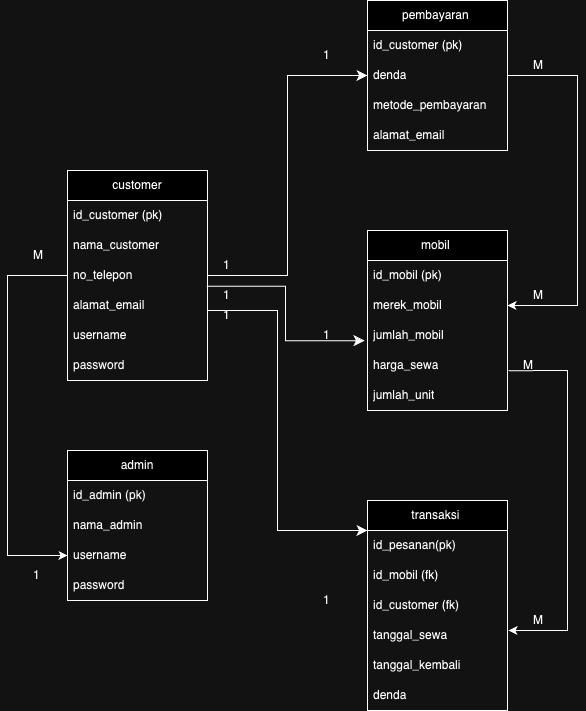 pembayaran
id_customer (pk)
denda
metode_pembayaran
alamat_email
1
M
customer
id_customer (pk)
nama_customer
no_telepon
alamat_email
username
password
M
1
1
1
mobil
id_mobil (pk)
merek_mobil
jumlah_mobil
harga_sewa
jumlah_unit
M
1
M
admin
id_admin (pk)
nama_admin
username
password
1
transaksi
id_pesanan(pk)
id_mobil (fk)
id_customer (fk)
tanggal_sewa
tanggal_kembali
denda
1
M